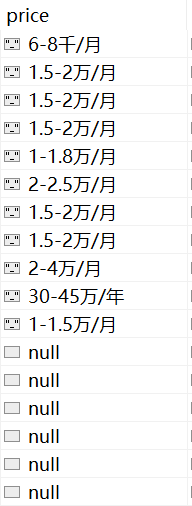 price
6-8千/月
1.5-2万/月
1.5-2万/月
1.5-2万/月
1-1.8万/月
2-2.5万/月
1.5-2万/月
1.5-2万/月
2-4万/月
30-45万/年
1-1.5万/月
null
null
null
null
null
null